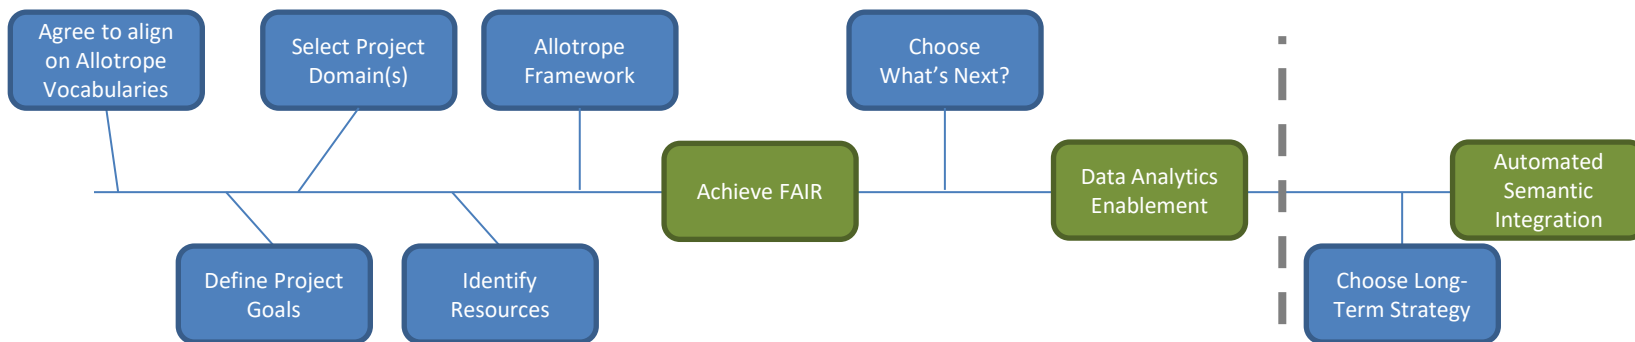 Agree to align
on Allotrope
Vocabularies
Select Project
Domain(s)
Allotrope
Framework
Choose
What's Next?
Achieve FAIR
Data Analytics
Enablement
Automated
Semantic
Integration
Define Project
Goals
Identify
Resources
Choose Long-
Term Strategy